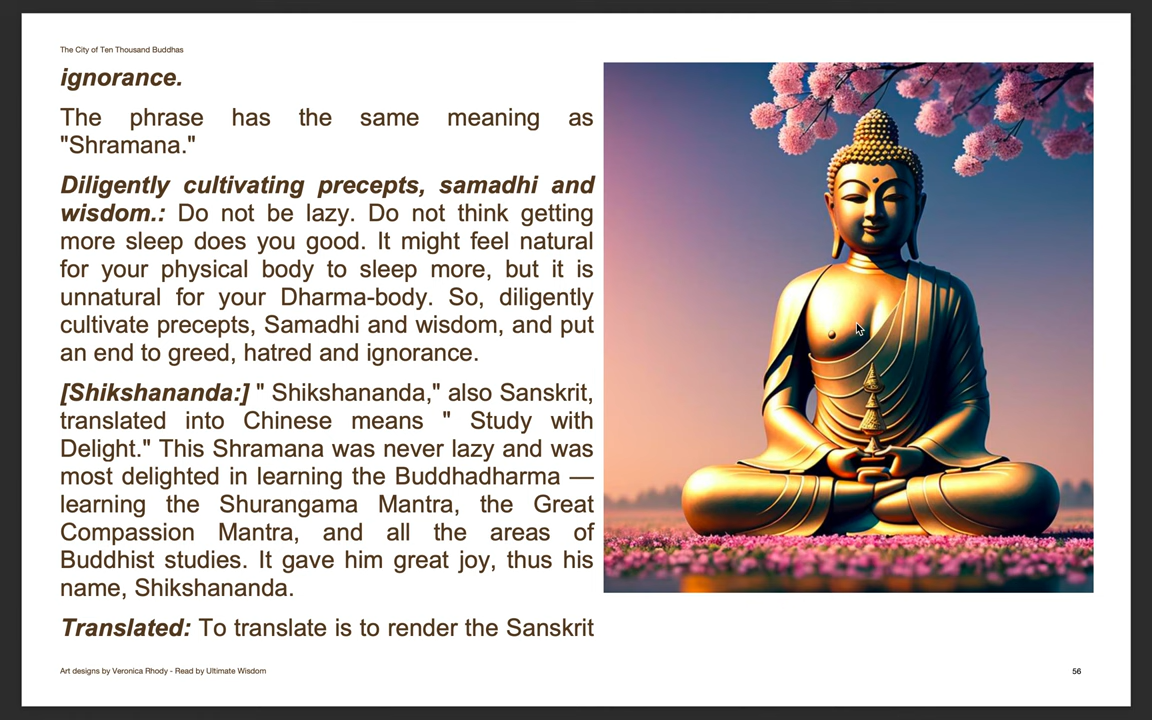 The City of Ten Thousand Buddhas
ignorance.
The phrase has the same meaning as
"Shramana."
Diligently cultivating precepts, samadhi and
wisdom.: Do not be lazy. Do not think getting
more sleep does you good. It might feel natural
for your physical body to sleep more, but it is
unnatural for your Dharma-body. So, diligently
cultivate precepts, Samadhi and wisdom, and put
an end to greed, hatred and ignorance.
[Shikshananda:] " Shikshananda," also Sanskrit,
translated into Chinese means " Study with
Delight." This Shramana was never lazy and was
most delighted in learning the Buddhadharma —
learning the Shurangama Mantra, the Great
Compassion Mantra, and all the areas of
Buddhist studies. It gave him great joy, thus his
name, Shikshananda.
Translated: To translate is to render the Sanskrit
Art designs by Veronica Rhody - Read by Ultimate Wisdom
56